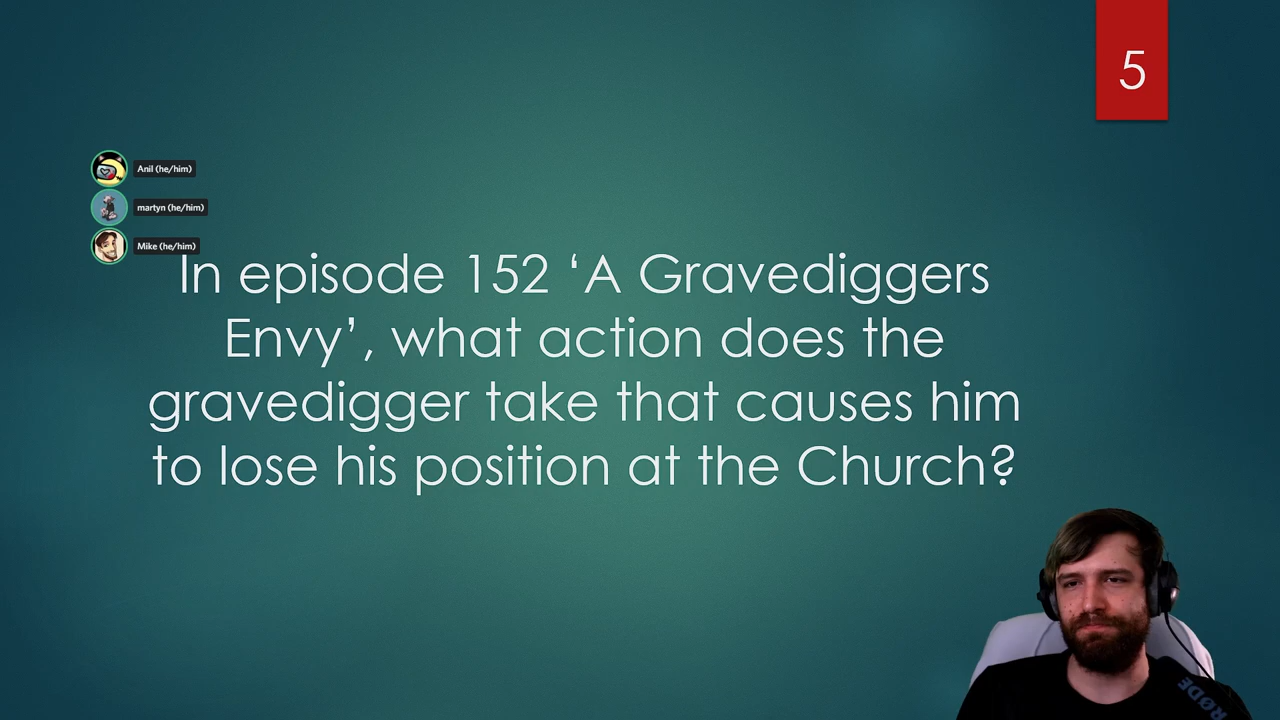 5
Anil (he/him)
martyn (he/him)
Mike (he/him)
In episode 152 ‘A Gravediggers
Envy’, what action does the
gravedigger take that causes him
to lose his position at the Church?
RØDE